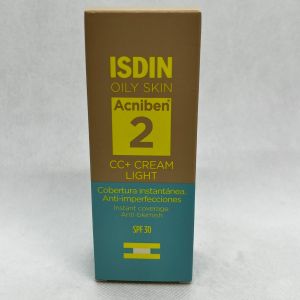 ISDIN
OILY SKIN
Acniben
2
CC+ CREAM
LIGHT
Cobertura instantánea.
Anti-imperfecciones
Instant coverage.
Anti-blemish
SPF 30